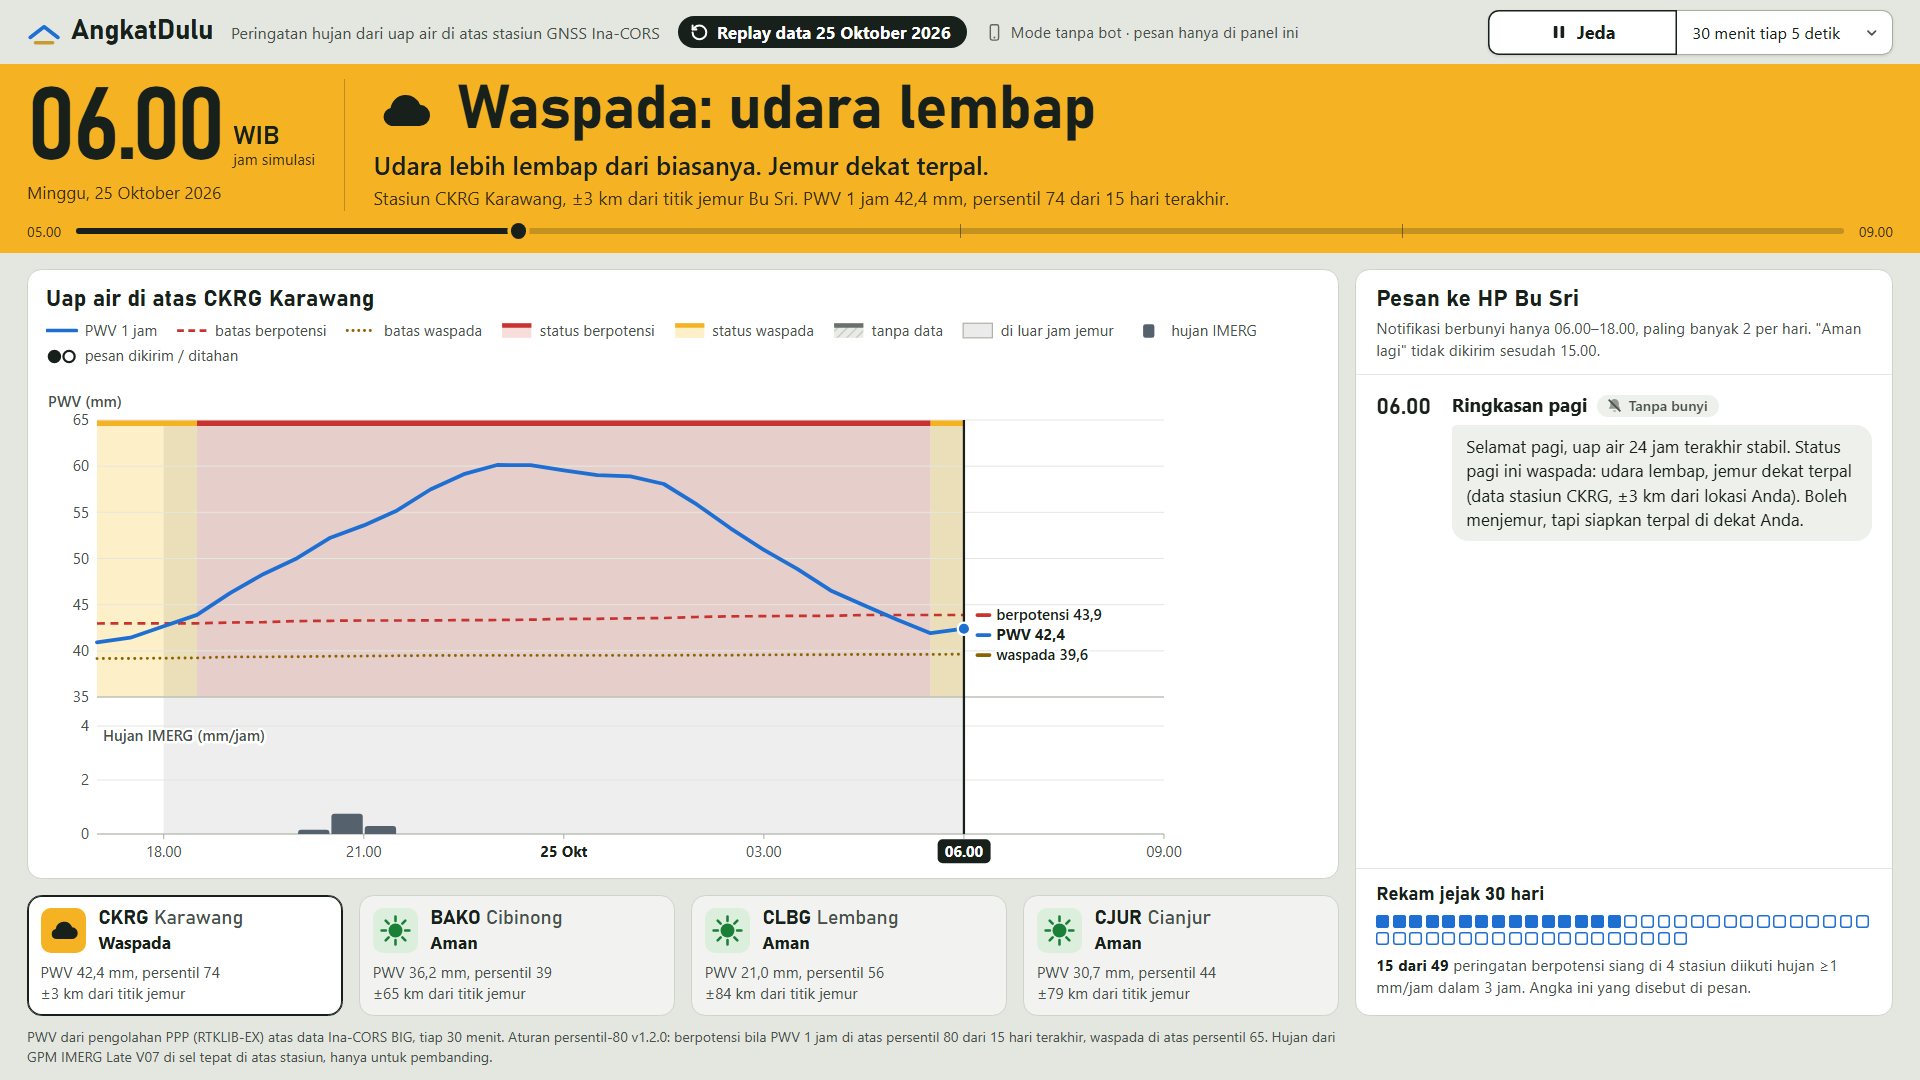 AngkatDulu
Peringatan hujan dari uap air di atas stasiun GNSS Ina-CORS
Replay data 25 Oktober 2026
Mode tanpa bot · pesan hanya di panel ini
Jeda
30 menit tiap 5 detik
06.00 WIB
jam simulasi
Minggu, 25 Oktober 2026
Waspada: udara lembap
Udara lebih lembap dari biasanya. Jemur dekat terpal.
Stasiun CKRG Karawang, ±3 km dari titik jemur Bu Sri. PWV 1 jam 42,4 mm, persentil 74 dari 15 hari terakhir.
05.00
09.00
Uap air di atas CKRG Karawang
PWV 1 jam
batas berpotensi
batas waspada
status berpotensi
status waspada
tanpa data
di luar jam jemur
hujan IMERG
pesan dikirim / ditahan
PWV (mm)
65
60
55
50
45
40
35
berpotensi 43,9
PWV 42,4
waspada 39,6
4
Hujan IMERG (mm/jam)
2
0
18.00
21.00
25 Okt
03.00
06.00
09.00
Pesan ke HP Bu Sri
Notifikasi berbunyi hanya 06.00–18.00, paling banyak 2 per hari. "Aman
lagi" tidak dikirim sesudah 15.00.
06.00
Ringkasan pagi
Tanpa bunyi
Selamat pagi, uap air 24 jam terakhir stabil. Status
pagi ini waspada: udara lembap, jemur dekat terpal
(data stasiun CKRG, ±3 km dari lokasi Anda). Boleh
menjemur, tapi siapkan terpal di dekat Anda.
Rekam jejak 30 hari
15 dari 49 peringatan berpotensi siang di 4 stasiun diikuti hujan ≥1
mm/jam dalam 3 jam. Angka ini yang disebut di pesan.
CKRG Karawang
Waspada
PWV 42,4 mm, persentil 74
±3 km dari titik jemur
BAKO Cibinong
Aman
PWV 36,2 mm, persentil 39
±65 km dari titik jemur
CLBG Lembang
Aman
PWV 21,0 mm, persentil 56
±84 km dari titik jemur
CJUR Cianjur
Aman
PWV 30,7 mm, persentil 44
±79 km dari titik jemur
PWV dari pengolahan PPP (RTKLIB-EX) atas data Ina-CORS BIG, tiap 30 menit. Aturan persentil-80 v1.2.0: berpotensi bila PWV 1 jam di atas persentil 80 dari 15 hari terakhir, waspada di atas persentil 65. Hujan dari
GPM IMERG Late V07 di sel tepat di atas stasiun, hanya untuk pembanding.